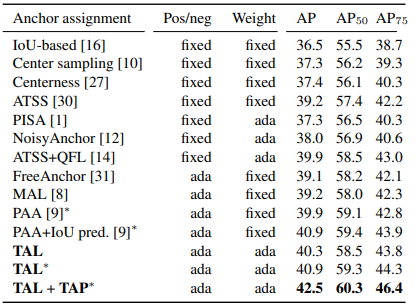 Anchor assignment Pos/neg Weight AP AP50 AP75
IoU-based [16] fixed fixed 36.5 55.5 38.7
Center sampling [10] fixed fixed 37.3 56.2 39.3
Centerness [27] fixed fixed 37.4 56.1 40.3
ATSS [30] fixed fixed 39.2 57.4 42.2
PISA [1] fixed ada 37.3 56.5 40.3
NoisyAnchor [12] fixed ada 38.0 56.9 40.6
ATSS+QFL [14] fixed ada 39.9 58.5 43.0
FreeAnchor [31] ada fixed 39.1 58.2 42.1
MAL [8] ada fixed 39.2 58.0 42.3
PAA [9]* ada fixed 39.9 59.1 42.8
PAA+IoU pred. [9]* ada fixed 40.9 59.4 43.9
TAL ada ada 40.3 58.5 43.8
TAL* ada ada 40.9 59.3 44.3
TAL + TAP* ada ada 42.5 60.3 46.4